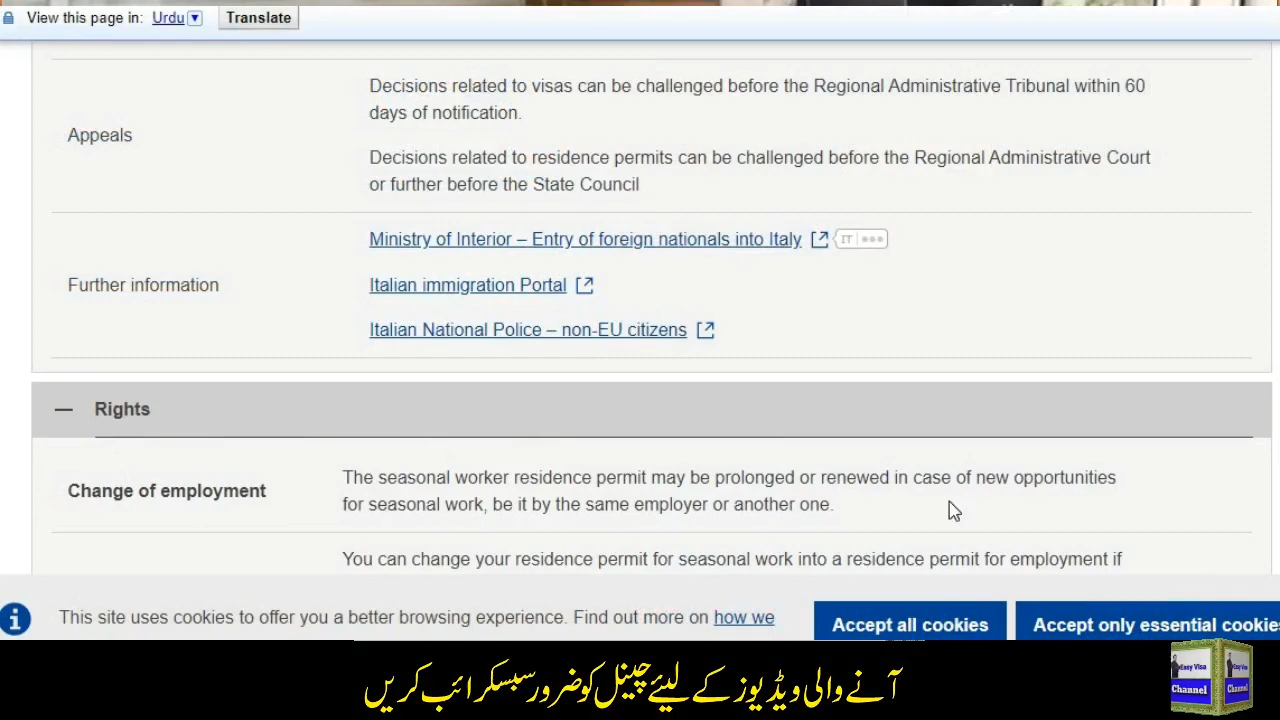 View this page in: Urdu Translate
Decisions related to visas can be challenged before the Regional Administrative Tribunal within 60
days of notification.
Appeals
Decisions related to residence permits can be challenged before the Regional Administrative Court
or further before the State Council
Ministry of Interior – Entry of foreign nationals into Italy IT
Further information
Italian immigration Portal
Italian National Police – non-EU citizens
Rights
Change of employment
The seasonal worker residence permit may be prolonged or renewed in case of new opportunities
for seasonal work, be it by the same employer or another one.
You can change your residence permit for seasonal work into a residence permit for employment if
This site uses cookies to offer you a better browsing experience. Find out more on how we
Accept all cookies
Accept only essential cookies
آنے والی ویڈیوز کے لیئے چینل کو ضرور سبسکرائب کریں
Easy Visa
Channel
Easy Visa
Channel